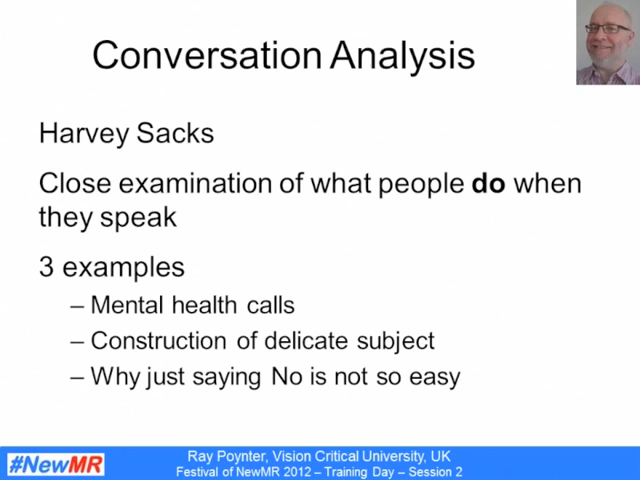 Conversation Analysis
Harvey Sacks
Close examination of what people do when
they speak
3 examples
– Mental health calls
– Construction of delicate subject
– Why just saying No is not so easy
#NewMR
Ray Poynter, Vision Critical University, UK
Festival of NewMR 2012 – Training Day – Session 2